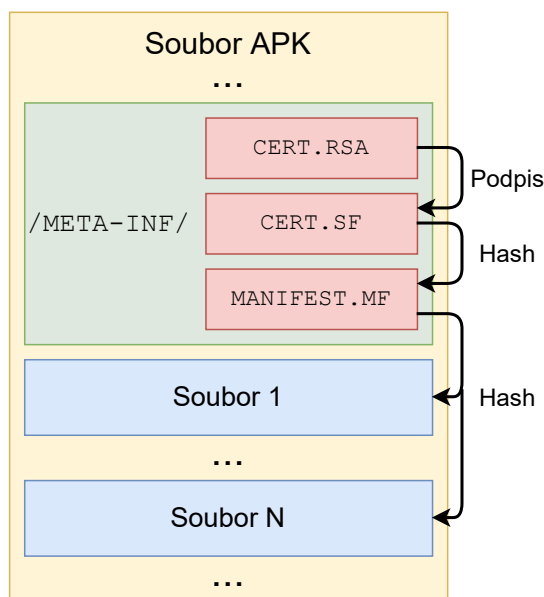 Soubor APK
...
CERT.RSA
Podpis
/META-INF/
CERT.SF
Hash
MANIFEST.MF
Soubor 1
Hash
...
Soubor N
...